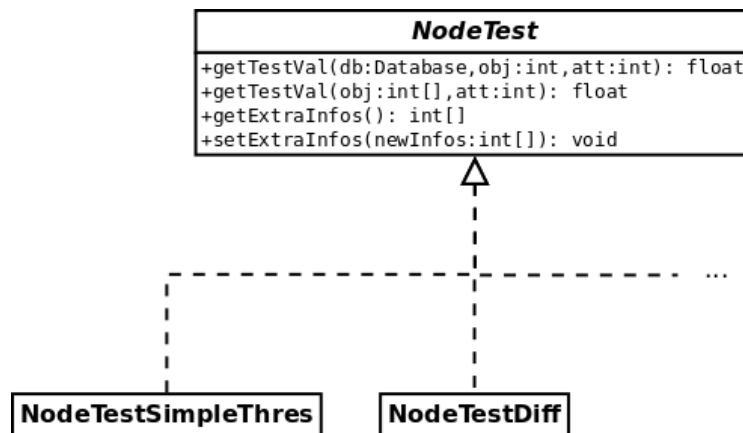 NodeTest
+getTestVal(db:Database,obj:int,att:int): float
+getTestVal(obj:int[],att:int): float
+getExtraInfos(): int[]
+setExtraInfos(newInfos:int[]): void
...
NodeTestSimpleThres NodeTestDiff